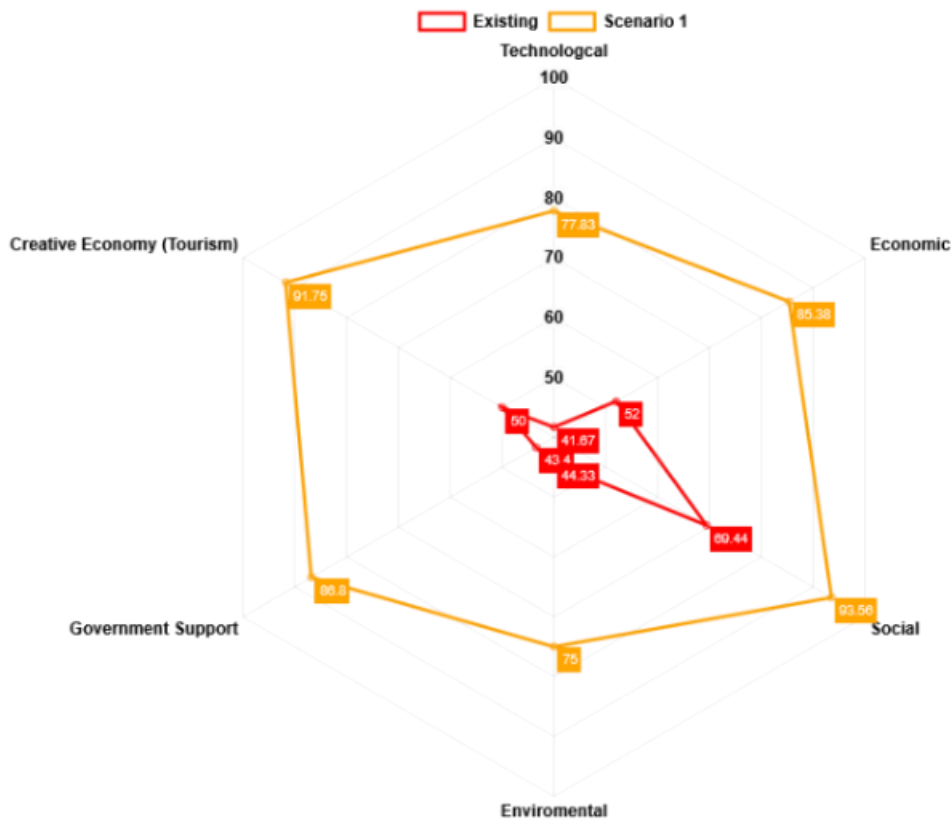 Existing Scenario 1
Technologcal
100
90
80
77.83
Creative Economy (Tourism)
Economic
70
91.75
85.38
60
50
52
50
41.67
43.4
44.33
69.44
86.8
93.56
Government Support
Social
75
Enviromental